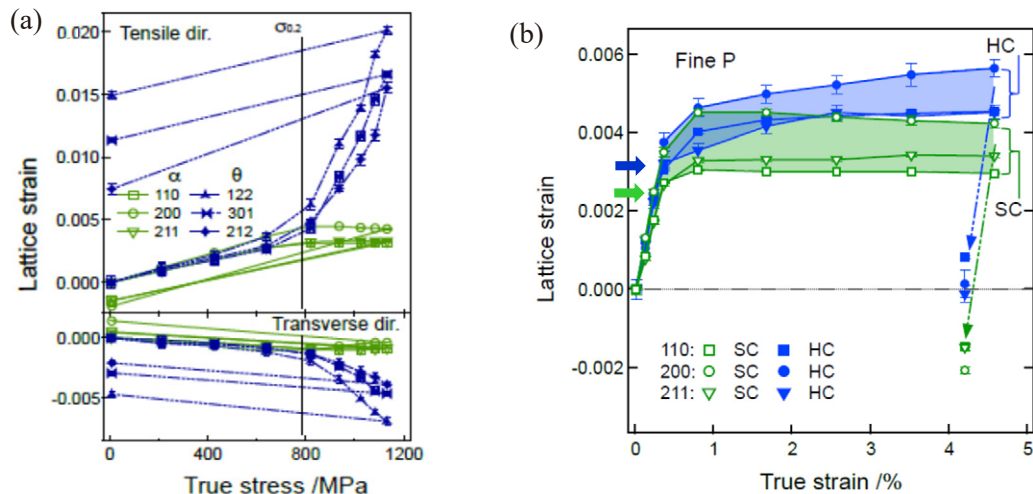 (a)
Tensile dir.
σ0.2
0.020
0.015
0.010
0.005
0.000
α θ
110 122
200 301
211 212
Lattice strain
Transverse dir.
0.000
-0.005
0 400 800 1200
True stress /MPa
(b)
Fine P
HC
SC
0.006
0.004
0.002
0.000
-0.002
Lattice strain
110: SC HC
200: SC HC
211: SC HC
0 1 2 3 4 5
True strain /%